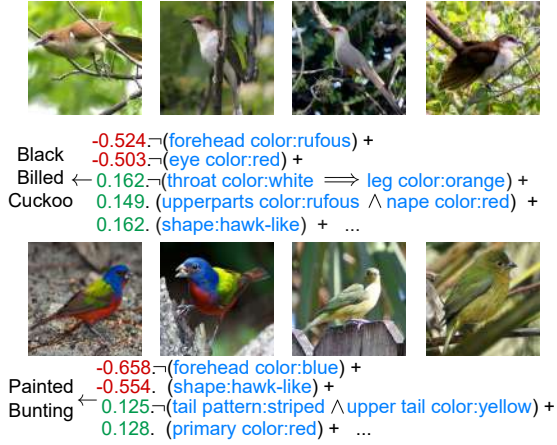 -0.524.¬(forehead color:rufous) +
-0.503.¬(eye color:red) +
Black Billed Cuckoo ← 0.162.¬(throat color:white ⟹ leg color:orange) +
0.149. (upperparts color:rufous ∧ nape color:red) +
0.162. (shape:hawk-like) + ...
-0.658.¬(forehead color:blue) +
-0.554. (shape:hawk-like) +
Painted Bunting ← 0.125.¬(tail pattern:striped ∧ upper tail color:yellow) +
0.128. (primary color:red) + ...